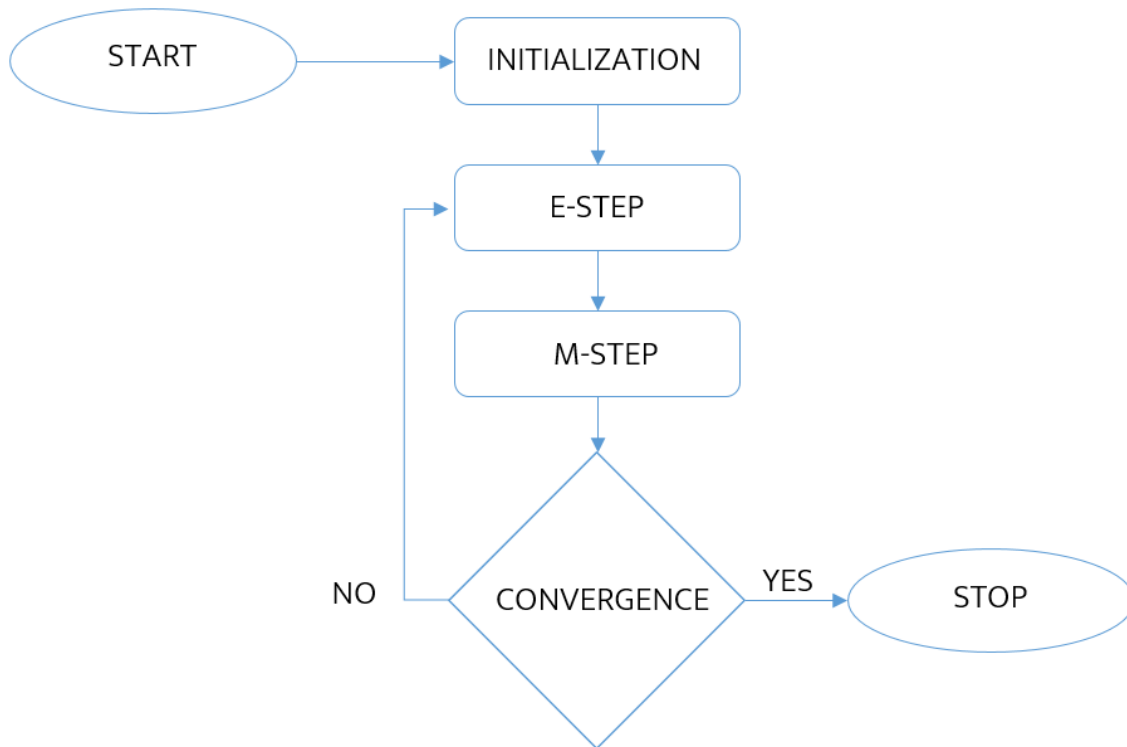 START
INITIALIZATION
E-STEP
M-STEP
CONVERGENCE
NO
YES
STOP